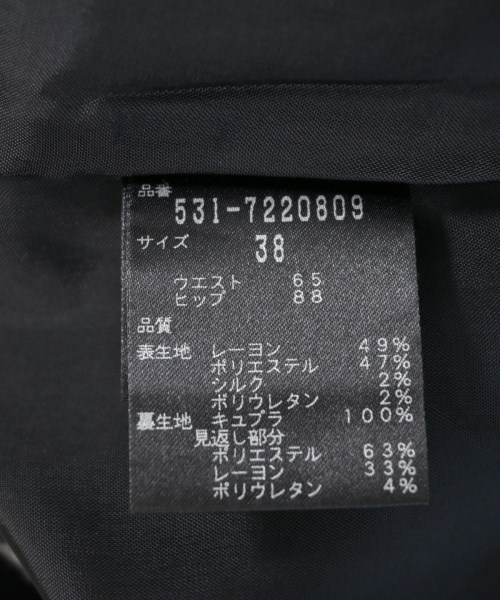 品番
531-7220809
サイズ 38
ウエスト 65
ヒップ 88
品質
表生地 レーヨン 49%
ポリエステル 47%
シルク 2%
ポリウレタン 2%
裏生地 キュプラ 100%
見返し部分
ポリエステル 63%
レーヨン 33%
ポリウレタン 4%